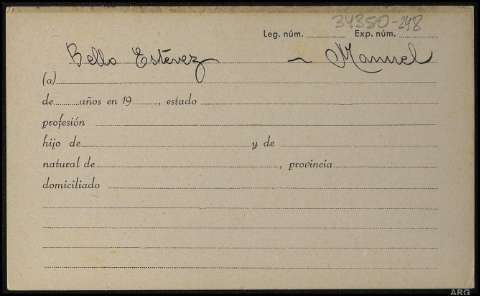 34350-248
Leg. núm. Exp. núm.
Bello Estévez ~ Manuel
(a)
de años en 19 , estado
profesión
hijo de y de
natural de , provincia
domiciliado
ARG